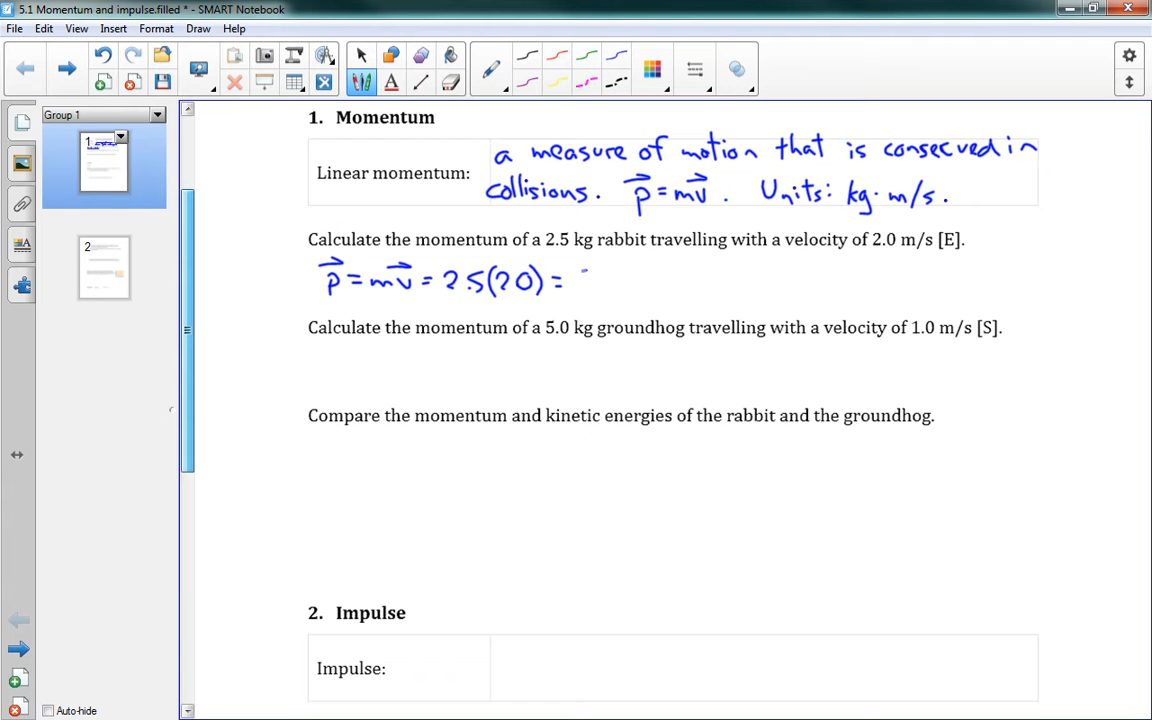 5.1 Momentum and impulse.filled * - SMART Notebook
File Edit View Insert Format Draw Help
Group 1
1
2
Auto-hide
1. Momentum
Linear momentum: a measure of motion that is conserved in
collisions. p = mv. Units: kg·m/s.
Calculate the momentum of a 2.5 kg rabbit travelling with a velocity of 2.0 m/s [E].
p = mv = 2.5(2.0) =
Calculate the momentum of a 5.0 kg groundhog travelling with a velocity of 1.0 m/s [S].
Compare the momentum and kinetic energies of the rabbit and the groundhog.
2. Impulse
Impulse: